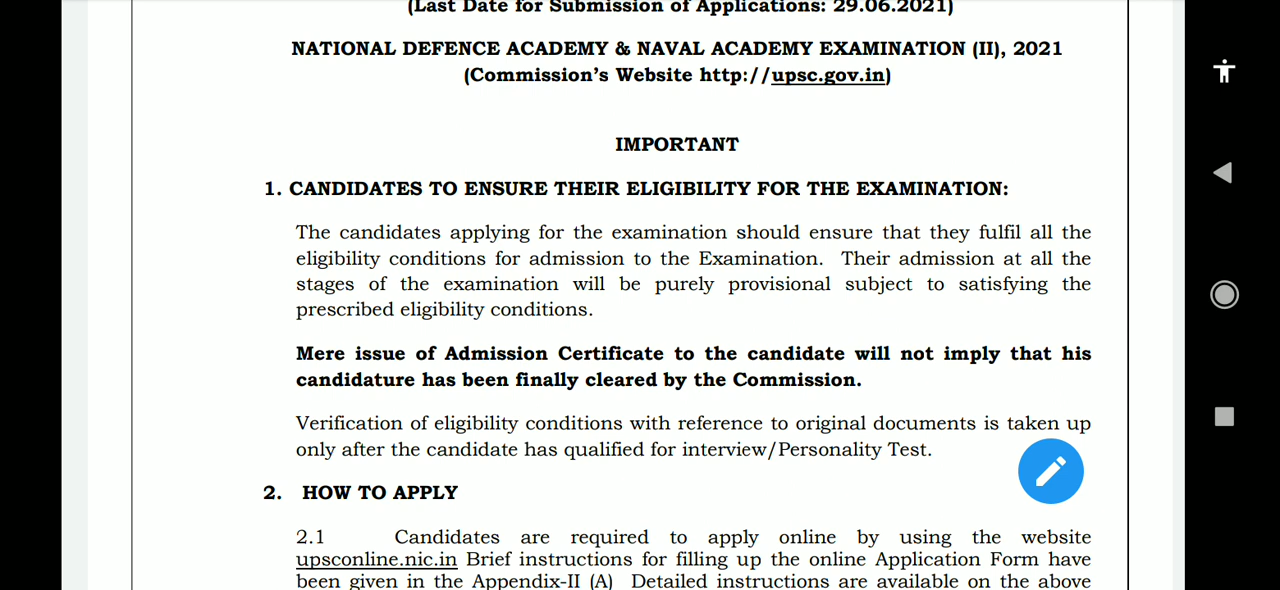 (Last Date for Submission of Applications: 29.06.2021)
NATIONAL DEFENCE ACADEMY & NAVAL ACADEMY EXAMINATION (II), 2021
(Commission’s Website http://upsc.gov.in)
IMPORTANT
1. CANDIDATES TO ENSURE THEIR ELIGIBILITY FOR THE EXAMINATION:
The candidates applying for the examination should ensure that they fulfil all the
eligibility conditions for admission to the Examination. Their admission at all the
stages of the examination will be purely provisional subject to satisfying the
prescribed eligibility conditions.
Mere issue of Admission Certificate to the candidate will not imply that his
candidature has been finally cleared by the Commission.
Verification of eligibility conditions with reference to original documents is taken up
only after the candidate has qualified for interview/Personality Test.
2. HOW TO APPLY
2.1 Candidates are required to apply online by using the website
upsconline.nic.in Brief instructions for filling up the online Application Form have
been given in the Appendix-II (A) Detailed instructions are available on the above